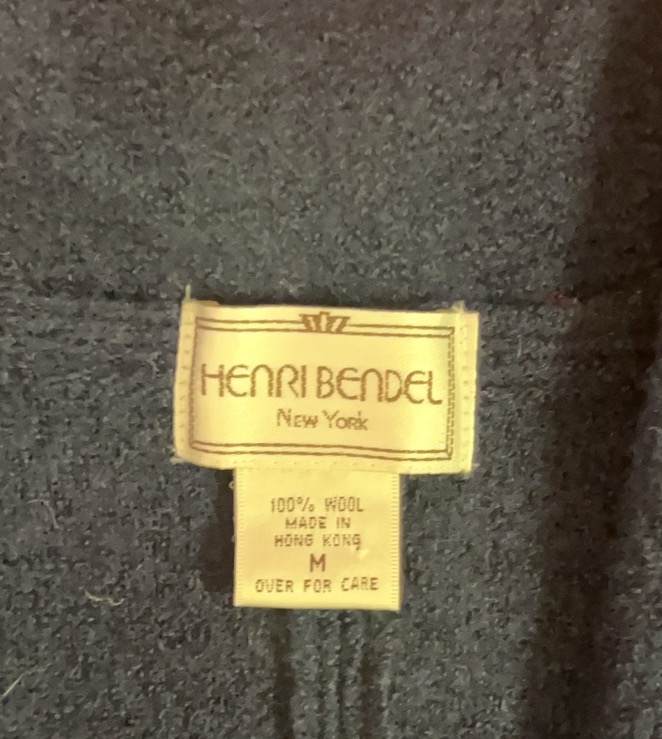 HENRI BENDEL
New York
100% WOOL
MADE IN
HONG KONG
M
OVER FOR CARE